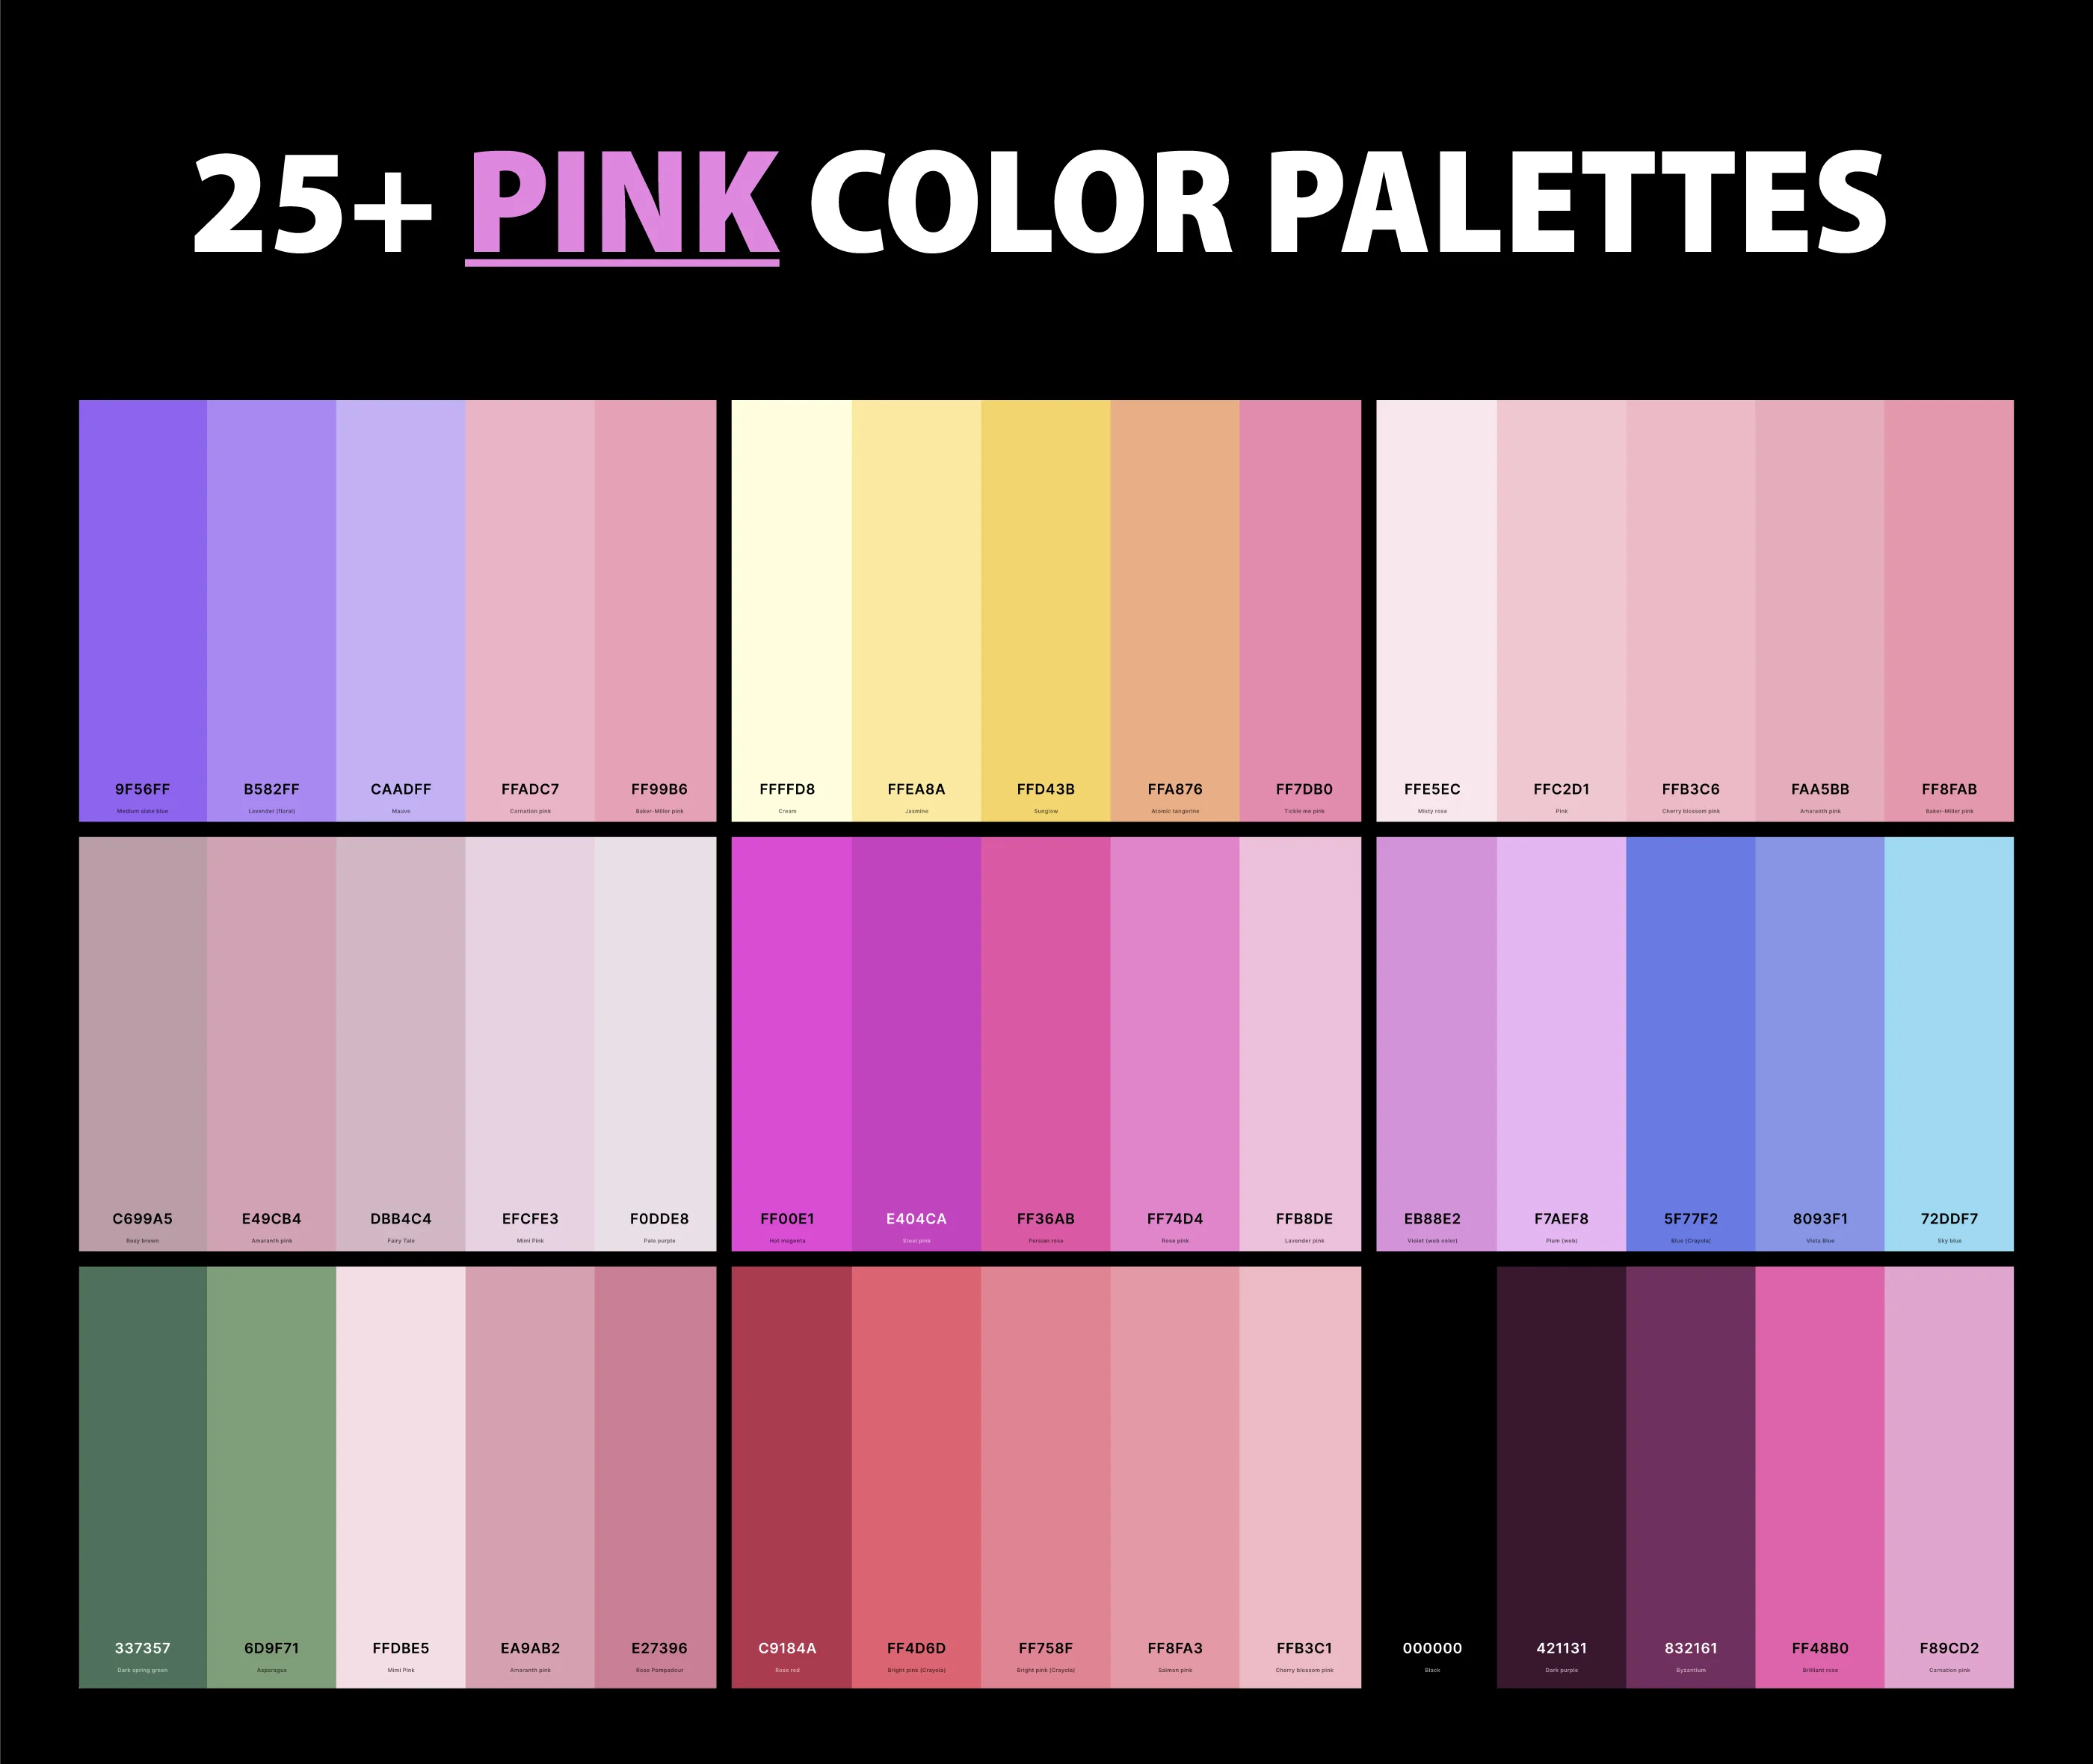 25+ PINK COLOR PALETTES
9F56FF B582FF CAADFF FFADC7 FF99B6
Medium slate blue Lavender (floral) Mauve Carnation pink Baker-Miller pink
FFFFD8 FFEA8A FFD43B FFA876 FF7DB0
Cream Jasmine Sunglow Atomic tangerine Tickle me pink
FFE5EC FFC2D1 FFB3C6 FAA5BB FF8FAB
Misty rose Pink Cherry blossom pink Amaranth pink Baker-Miller pink
C699A5 E49CB4 DBB4C4 EFCFE3 F0DDE8
Rosy brown Amaranth pink Fairy Tale Mimi Pink Pale purple
FF00E1 E404CA FF36AB FF74D4 FFB8DE
Hot magenta Steel pink Persian rose Rose pink Lavender pink
EB88E2 F7AEF8 5F77F2 8093F1 72DDF7
Violet (web color) Plum (web) Blue (Crayola) Vista Blue Sky blue
337357 6D9F71 FFDBE5 EA9AB2 E27396
Dark spring green Asparagus Mimi Pink Amaranth pink Rose Pompadour
C9184A FF4D6D FF758F FF8FA3 FFB3C1
Rose red Bright pink (Crayola) Bright pink (Crayola) Salmon pink Cherry blossom pink
000000 421131 832161 FF48B0 F89CD2
Black Dark purple Byzantium Brilliant rose Carnation pink